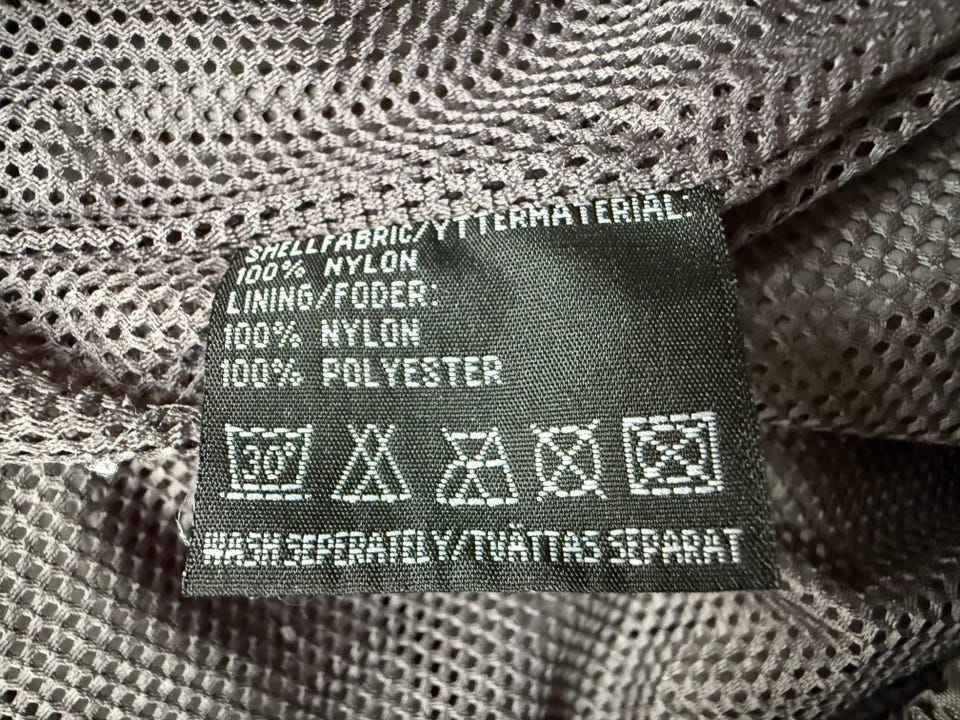 SHELLFABRIC/YTTERMATERIAL:
100% NYLON
LINING/FODER:
100% NYLON
100% POLYESTER
30°
WASH SEPERATELY/TVÄTTAS SEPARAT